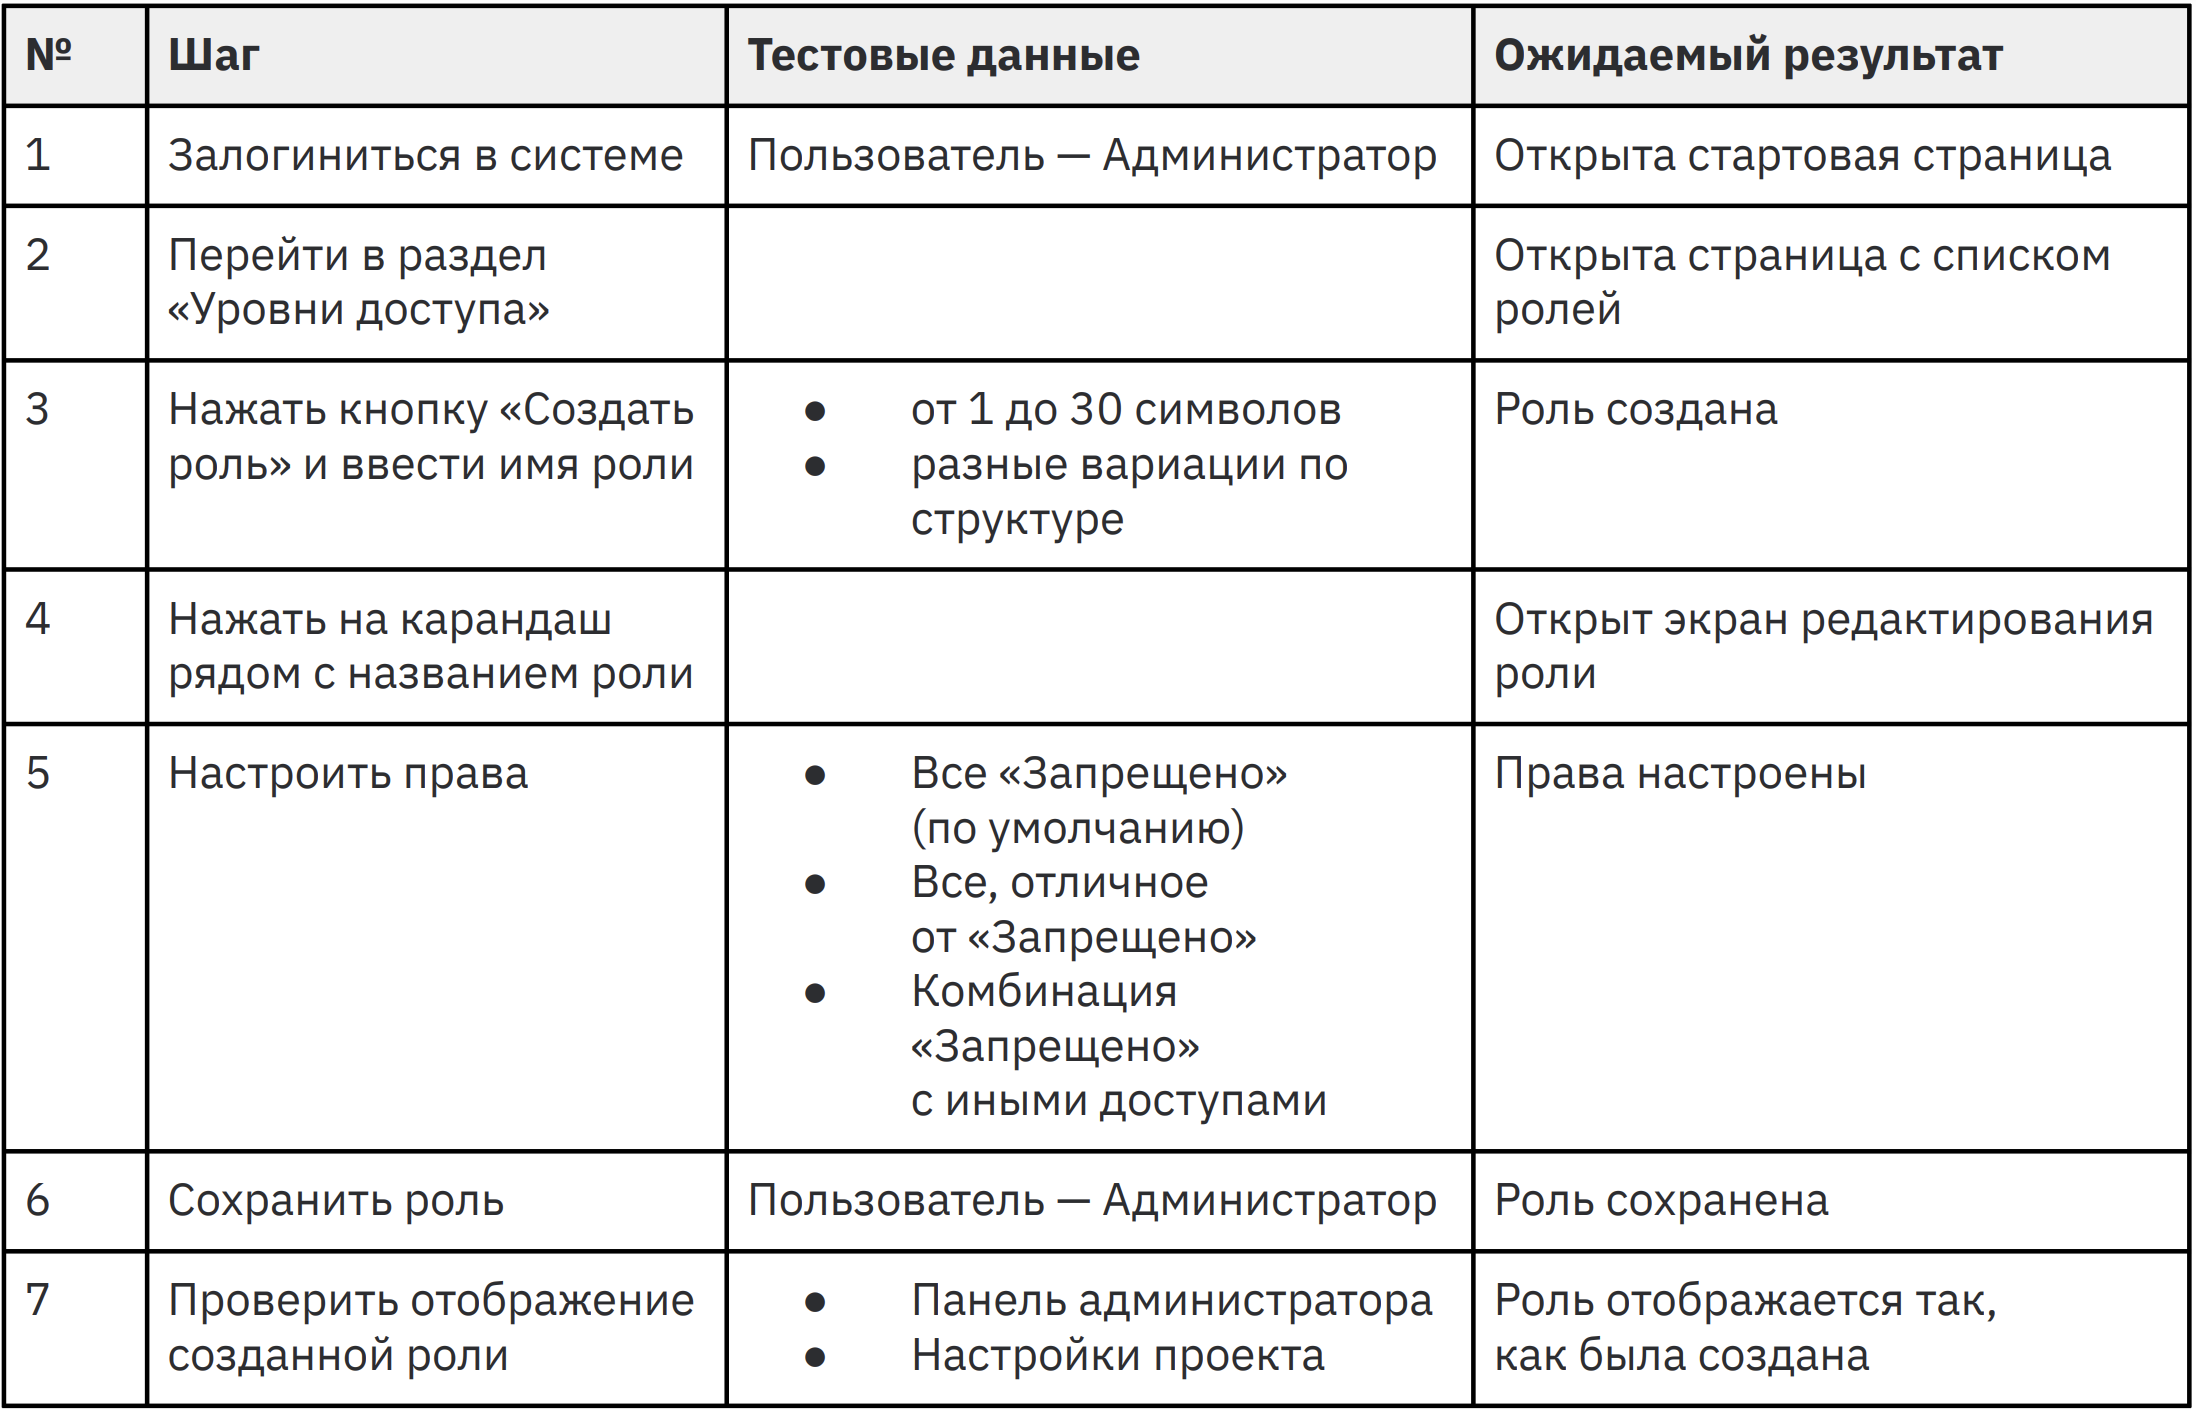 № Шаг Тестовые данные Ожидаемый результат
1 Залогиниться в системе Пользователь — Администратор Открыта стартовая страница
2 Перейти в раздел
«Уровни доступа»
Открыта страница с списком
ролей
3 Нажать кнопку «Создать
роль» и ввести имя роли
● от 1 до 30 символов
● разные вариации по
структуре
Роль создана
4 Нажать на карандаш
рядом с названием роли
Открыт экран редактирования
роли
5 Настроить права
● Все «Запрещено»
(по умолчанию)
● Все, отличное
от «Запрещено»
● Комбинация
«Запрещено»
с иными доступами
Права настроены
6 Сохранить роль Пользователь — Администратор Роль сохранена
7 Проверить отображение
созданной роли
● Панель администратора
● Настройки проекта
Роль отображается так,
как была создана